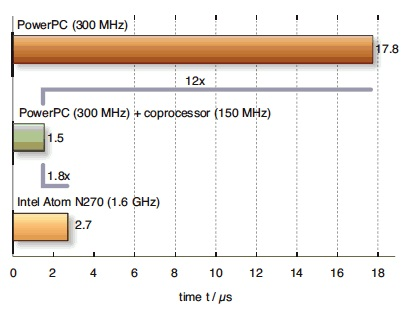 PowerPC (300 MHz)
17.8
12x
PowerPC (300 MHz) + coprocessor (150 MHz)
1.5
1.8x
Intel Atom N270 (1.6 GHz)
2.7
0 2 4 6 8 10 12 14 16 18
time t / µs